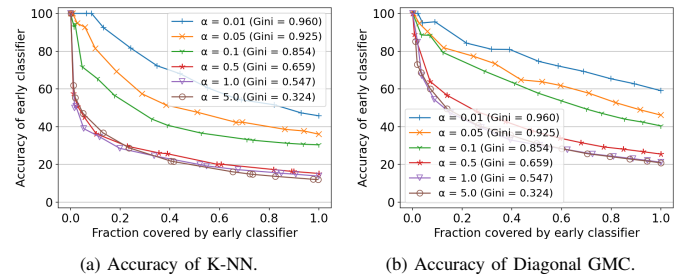 100
80
60
40
20
0
Accuracy of early classifier
α = 0.01 (Gini = 0.960)
α = 0.05 (Gini = 0.925)
α = 0.1 (Gini = 0.854)
α = 0.5 (Gini = 0.659)
α = 1.0 (Gini = 0.547)
α = 5.0 (Gini = 0.324)
0.0 0.2 0.4 0.6 0.8 1.0
Fraction covered by early classifier
(a) Accuracy of K-NN.
100
80
60
40
20
0
Accuracy of early classifier
α = 0.01 (Gini = 0.960)
α = 0.05 (Gini = 0.925)
α = 0.1 (Gini = 0.854)
α = 0.5 (Gini = 0.659)
α = 1.0 (Gini = 0.547)
α = 5.0 (Gini = 0.324)
0.0 0.2 0.4 0.6 0.8 1.0
Fraction covered by early classifier
(b) Accuracy of Diagonal GMC.